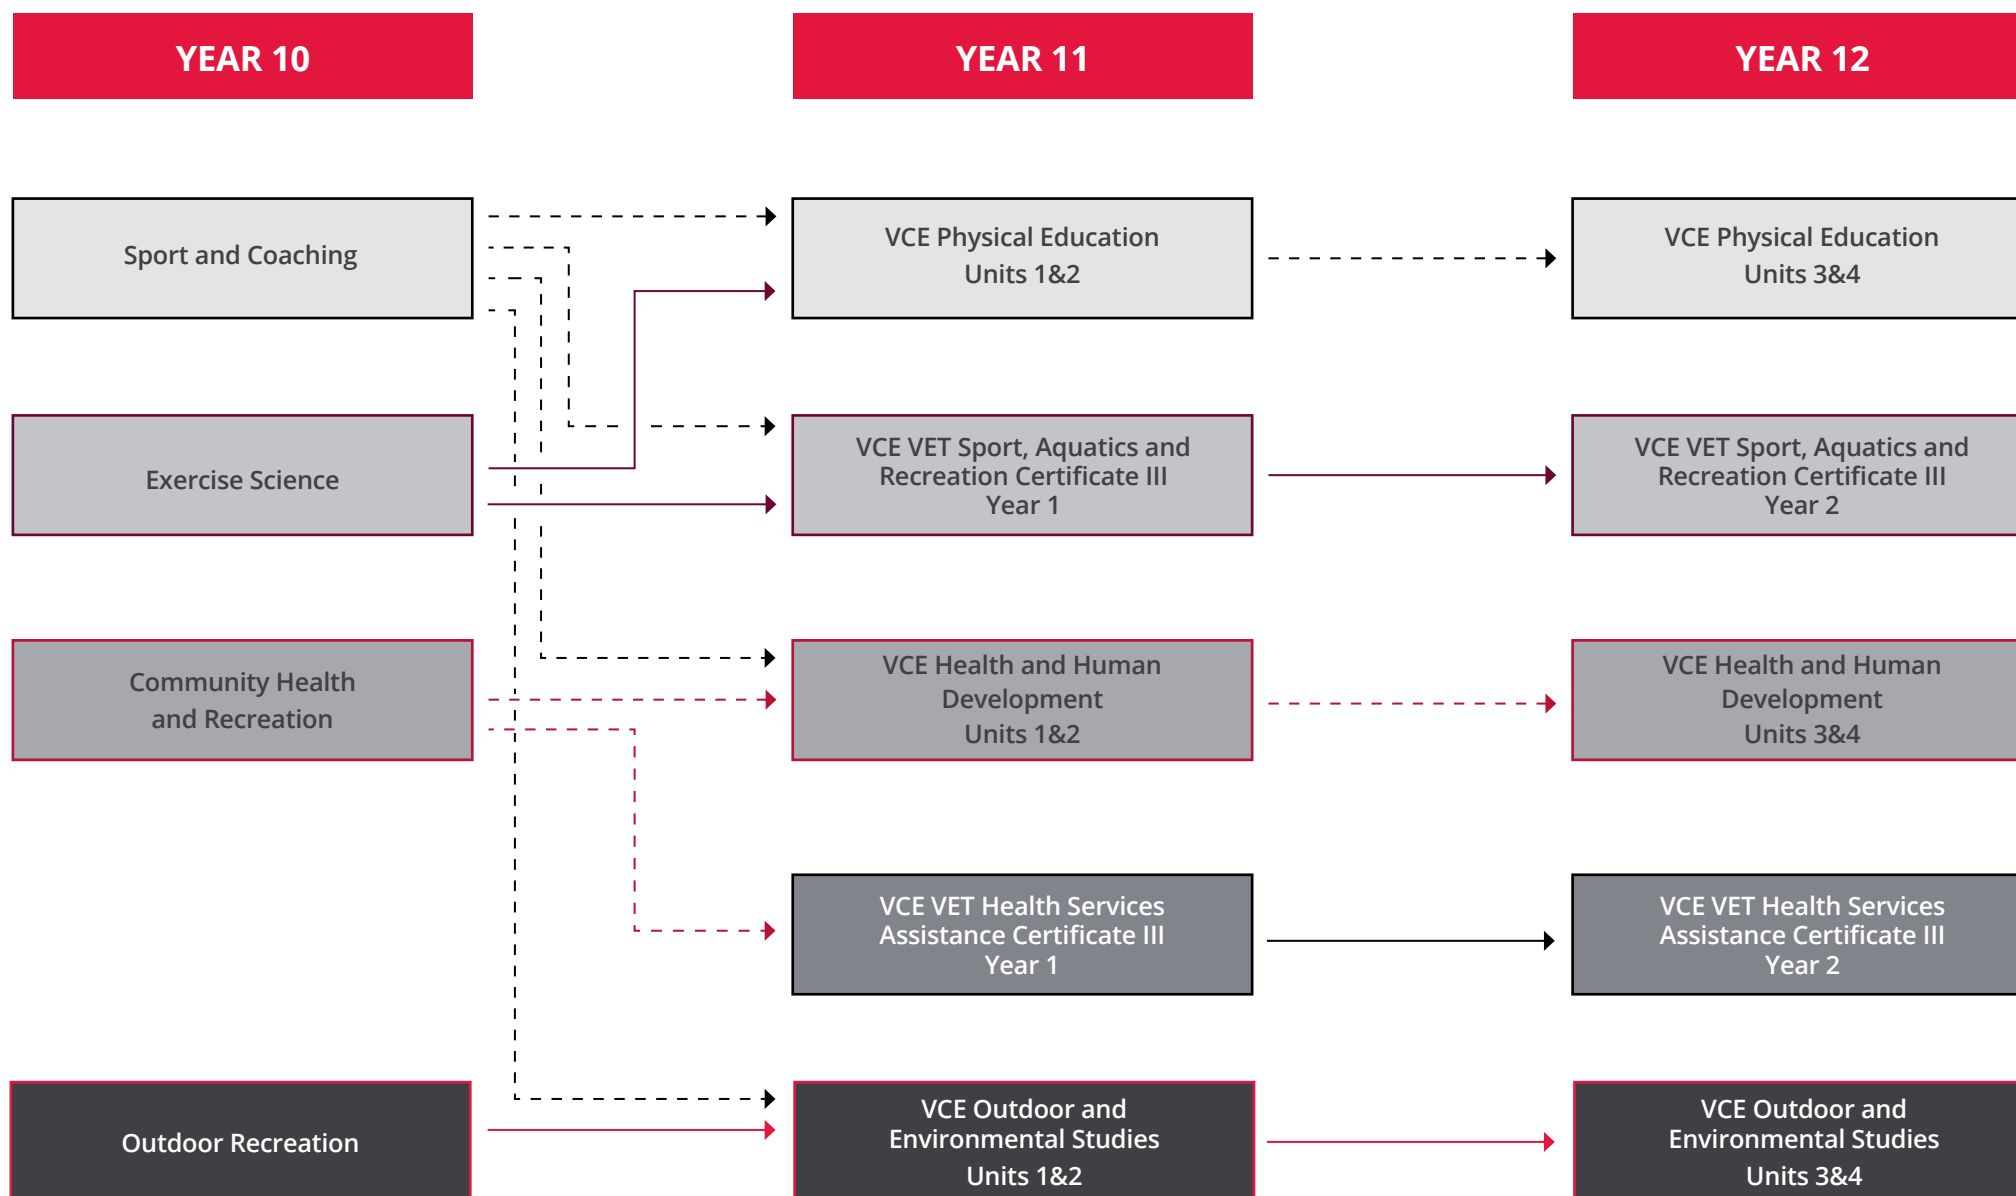 YEAR 10
YEAR 11
YEAR 12
Sport and Coaching
VCE Physical Education
Units 1&2
VCE Physical Education
Units 3&4
Exercise Science
VCE VET Sport, Aquatics and
Recreation Certificate III
Year 1
VCE VET Sport, Aquatics and
Recreation Certificate III
Year 2
Community Health
and Recreation
VCE Health and Human
Development
Units 1&2
VCE Health and Human
Development
Units 3&4
VCE VET Health Services
Assistance Certificate III
Year 1
VCE VET Health Services
Assistance Certificate III
Year 2
Outdoor Recreation
VCE Outdoor and
Environmental Studies
Units 1&2
VCE Outdoor and
Environmental Studies
Units 3&4